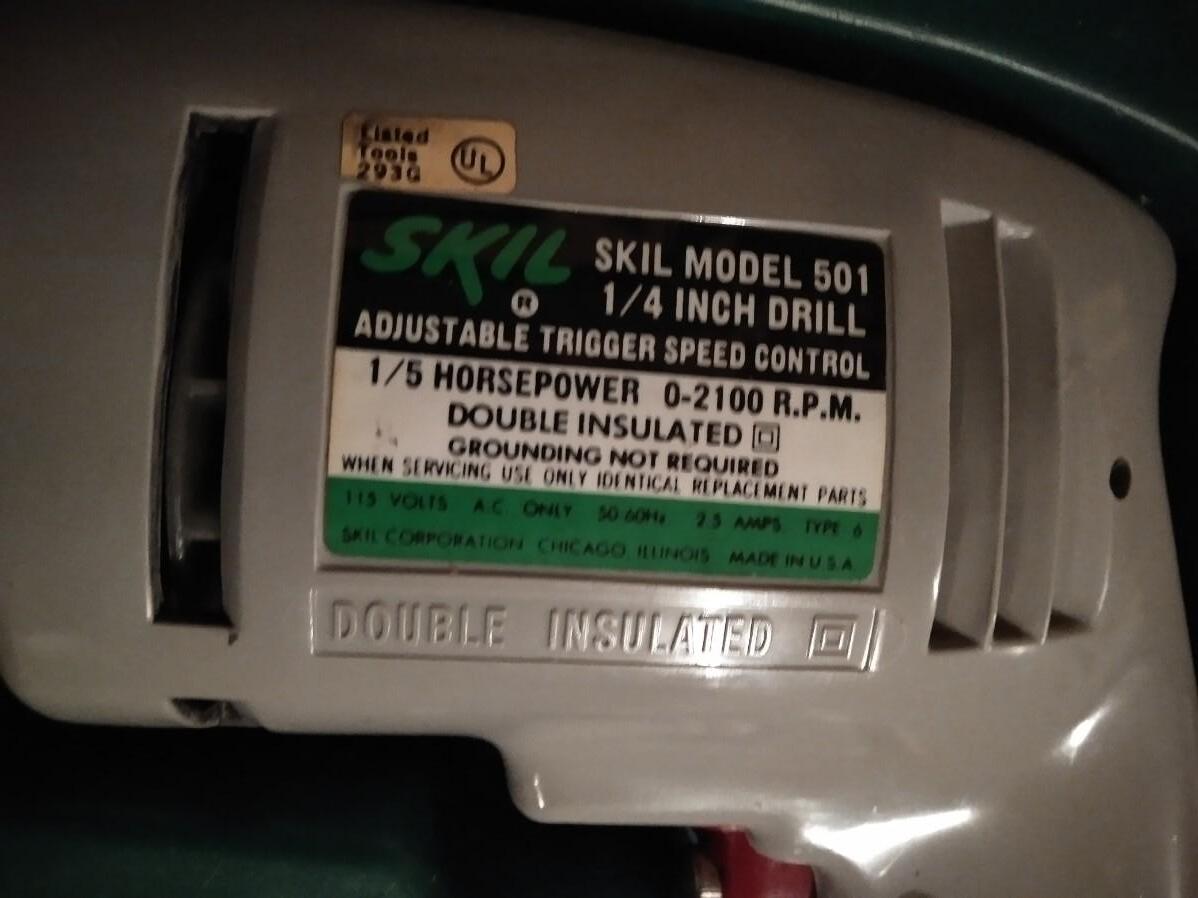 Listed
Tools
293G
UL
SKIL
®
SKIL MODEL 501
1/4 INCH DRILL
ADJUSTABLE TRIGGER SPEED CONTROL
1/5 HORSEPOWER 0-2100 R.P.M.
DOUBLE INSULATED
GROUNDING NOT REQUIRED
WHEN SERVICING USE ONLY IDENTICAL REPLACEMENT PARTS
115 VOLTS A.C. ONLY 50-60Hz 2.5 AMPS. TYPE 6
SKIL CORPORATION CHICAGO, ILLINOIS MADE IN U.S.A.
DOUBLE INSULATED